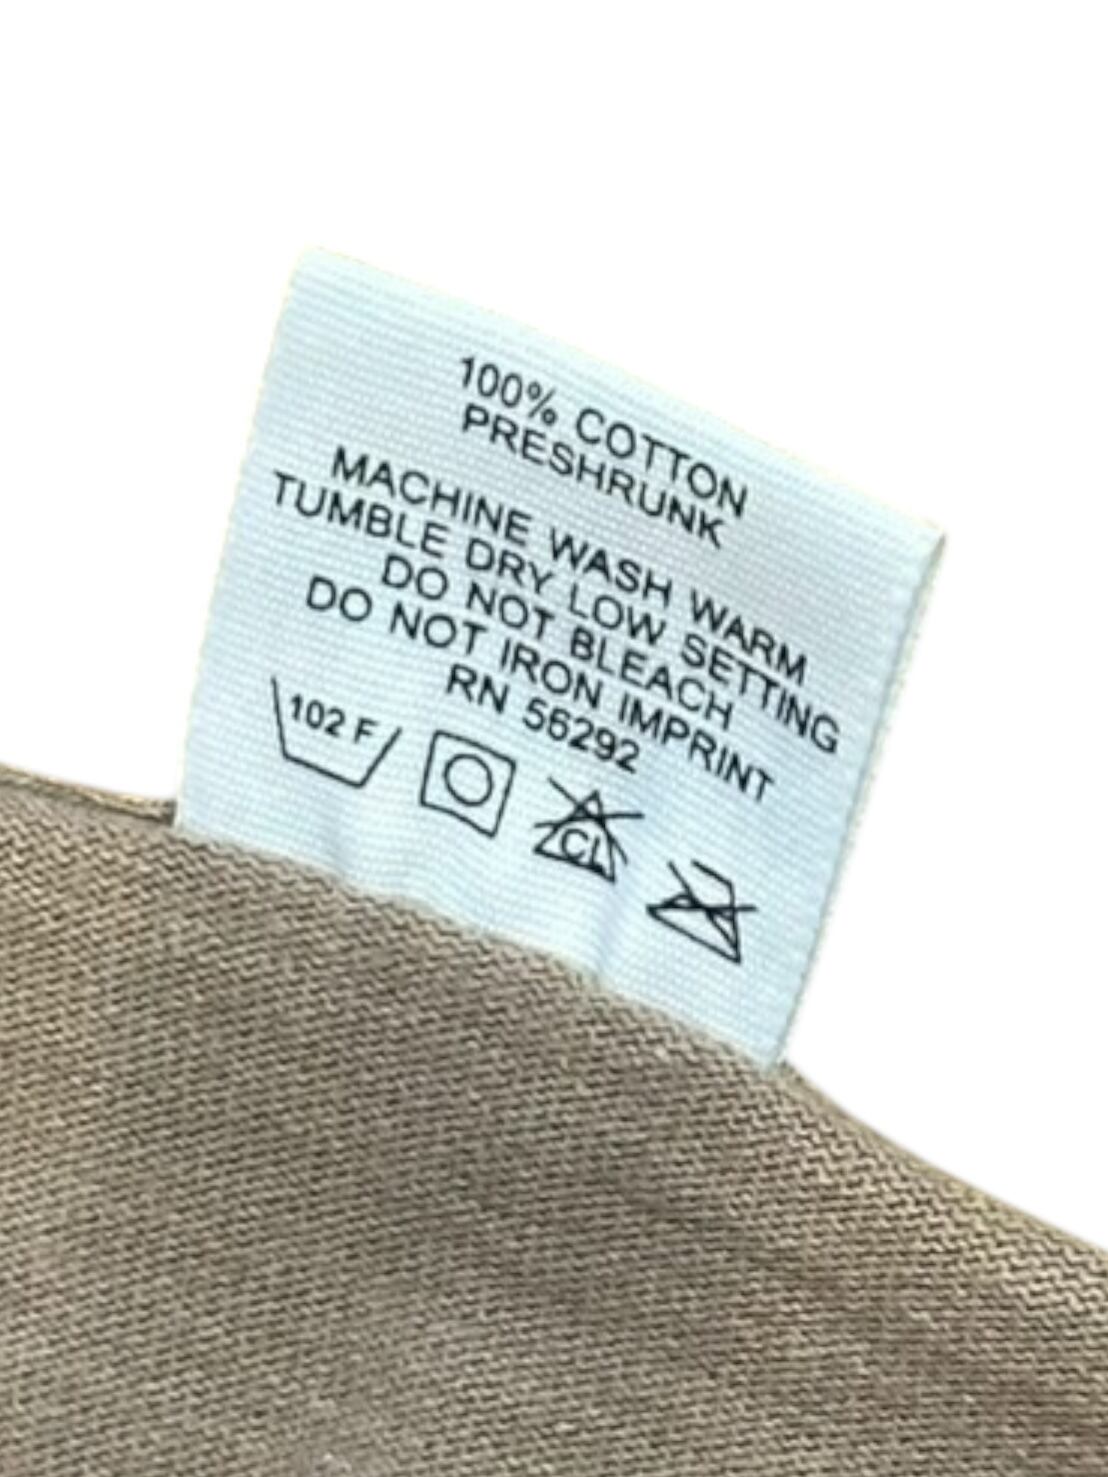 100% COTTON
PRESHRUNK
MACHINE WASH WARM
TUMBLE DRY LOW SETTING
DO NOT BLEACH
DO NOT IRON IMPRINT
RN 56292
102 F
CL